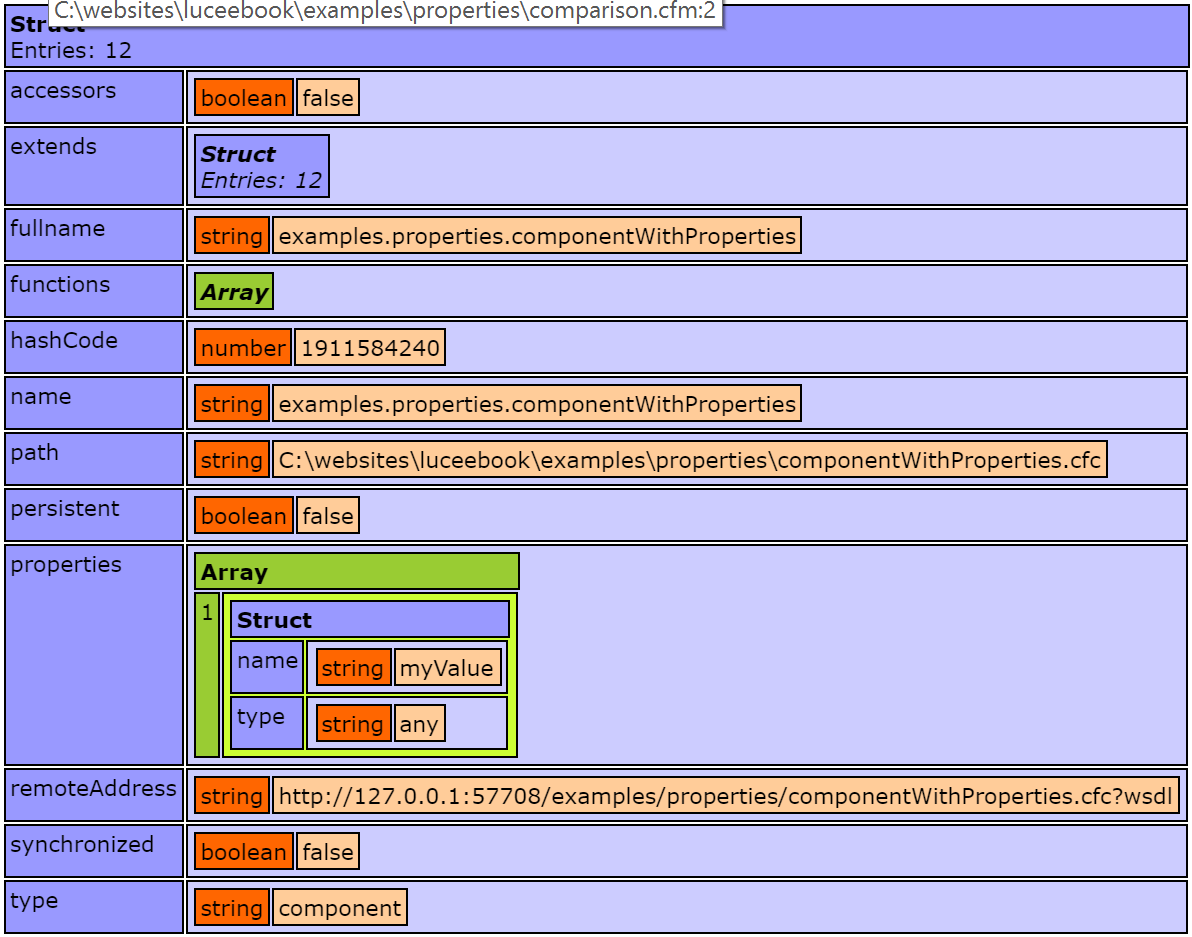 C:\websites\luceebook\examples\properties\comparison.cfm:2
Struct
Entries: 12
accessors boolean false
extends Struct
Entries: 12
fullname string examples.properties.componentWithProperties
functions Array
hashCode number 1911584240
name string examples.properties.componentWithProperties
path string C:\websites\luceebook\examples\properties\componentWithProperties.cfc
persistent boolean false
properties Array
1 Struct
name string myValue
type string any
remoteAddress string http://127.0.0.1:57708/examples/properties/componentWithProperties.cfc?wsdl
synchronized boolean false
type string component